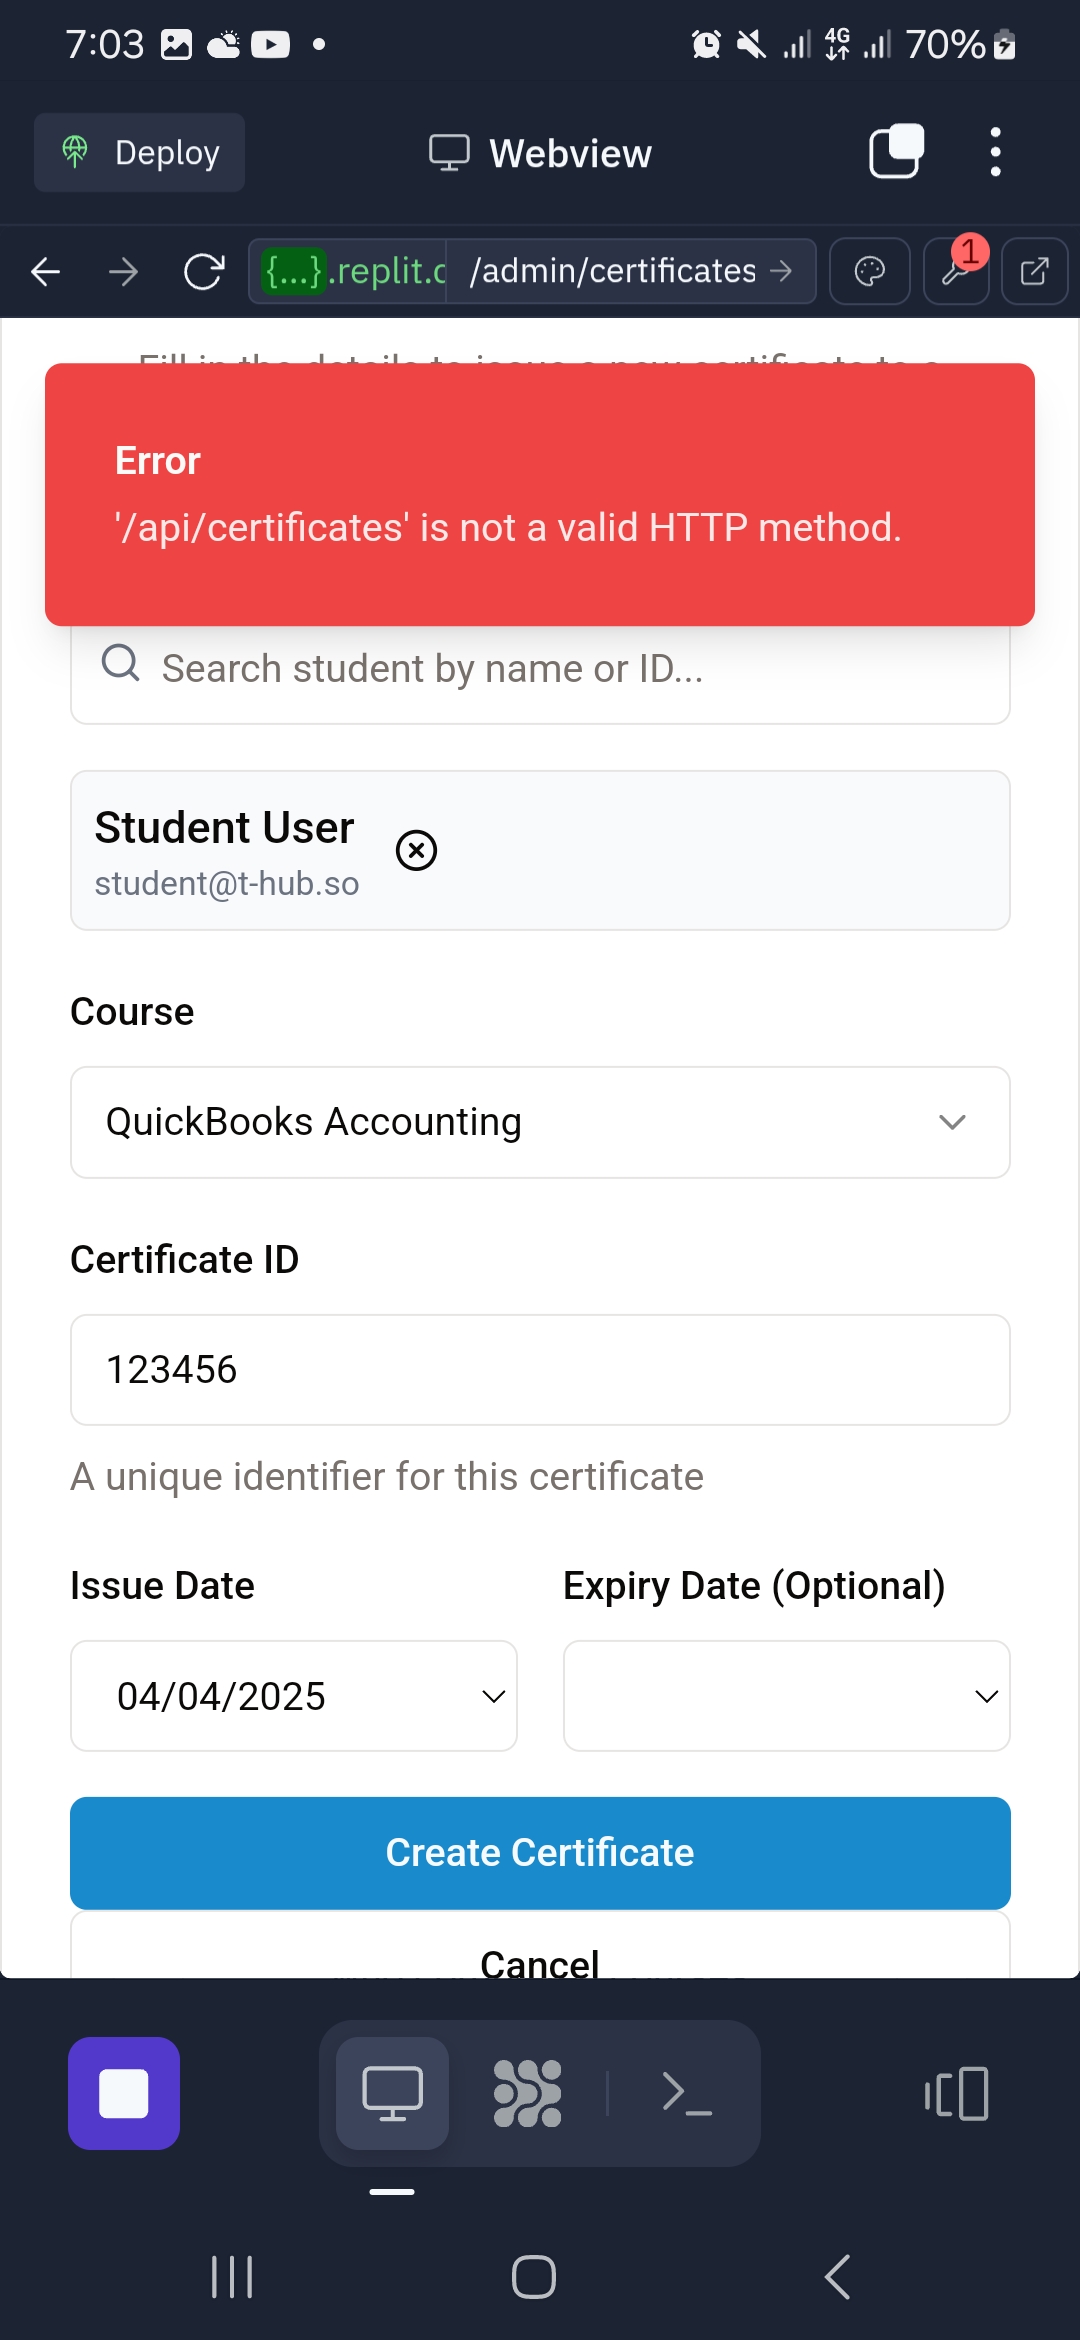 7:03
4G
70%
Deploy
Webview
{...}.replit.c
/admin/certificates
1
Fill in the details to issue a new certificate to a
Error
'/api/certificates' is not a valid HTTP method.
Search student by name or ID...
Student User
student@t-hub.so
Course
QuickBooks Accounting
Certificate ID
123456
A unique identifier for this certificate
Issue Date
Expiry Date (Optional)
04/04/2025
Create Certificate
Cancel